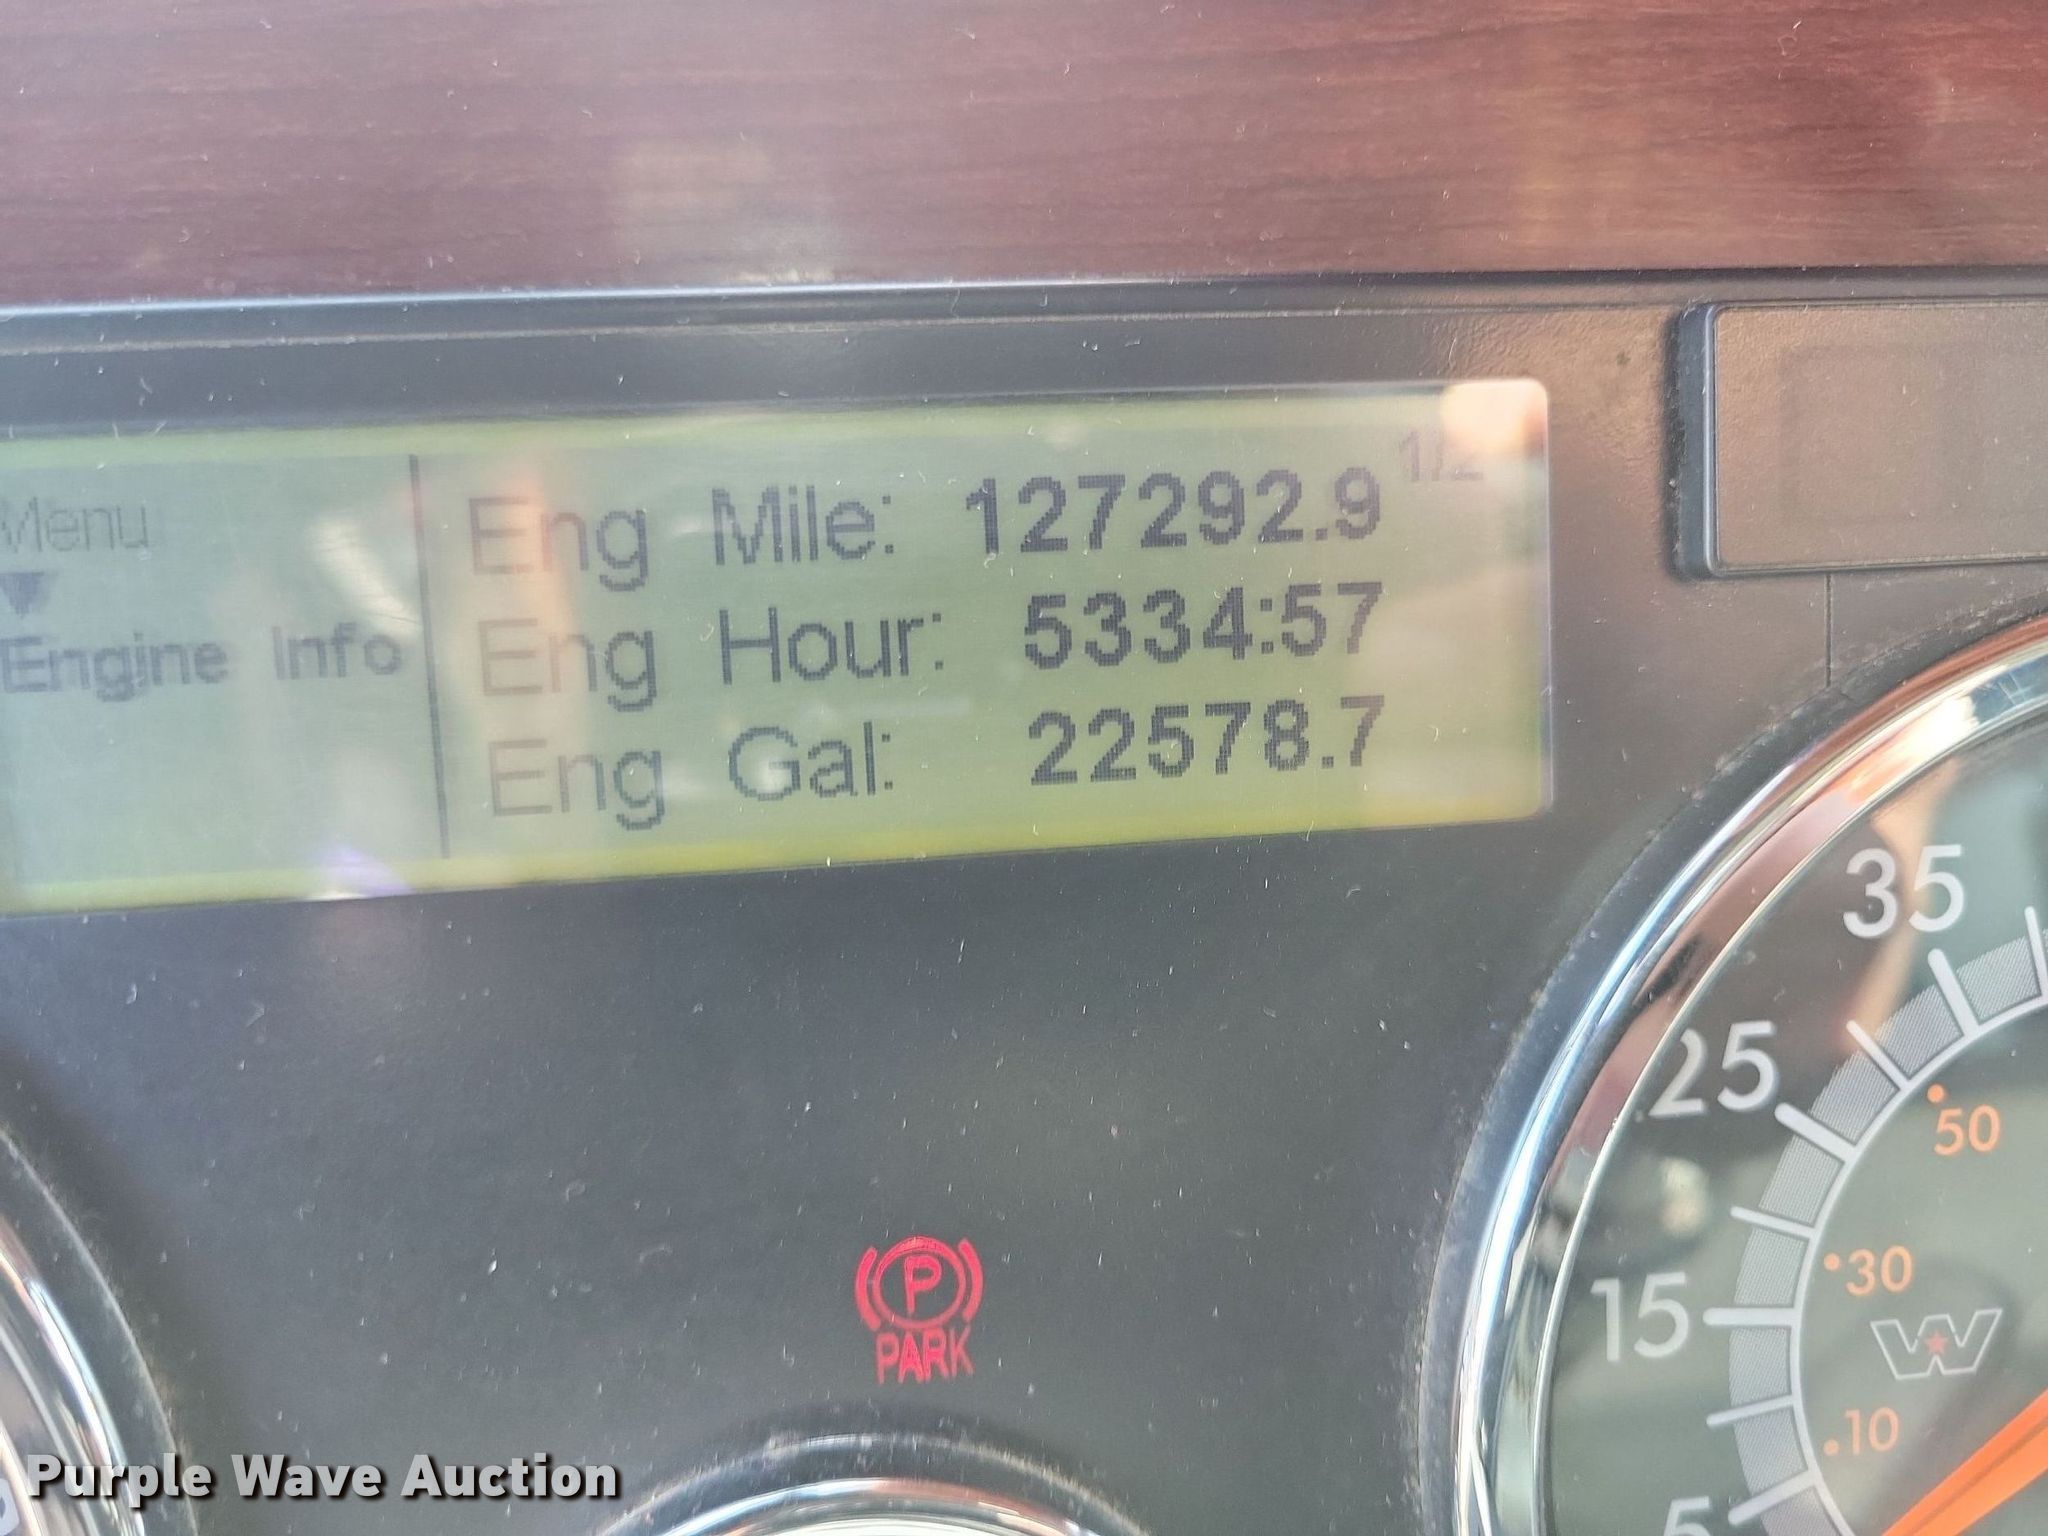 1/2
Menu
Eng Mile: 127292.9
Engine Info
Eng Hour: 5334:57
Eng Gal: 22578.7
35
25
50
15
30
W
10
5
P
PARK
Purple Wave Auction